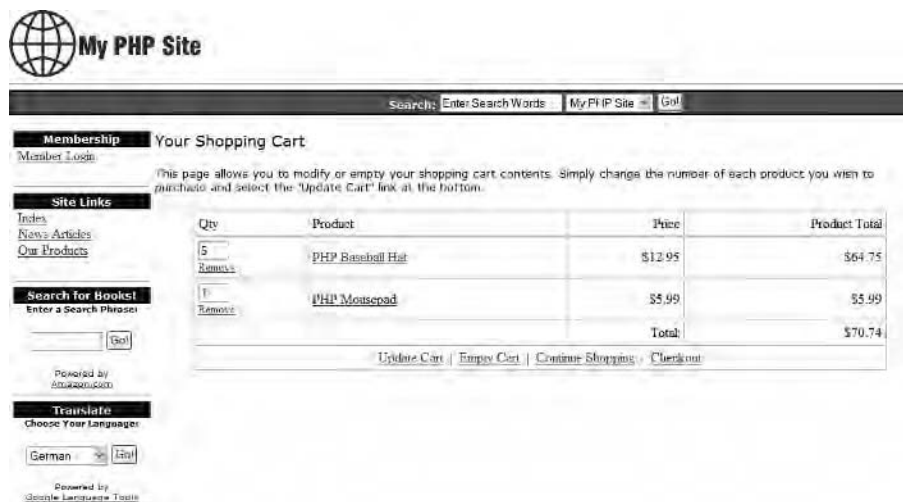 My PHP Site
Search: Enter Search Words My PHP Site Go!
Membership
Member Login
Site Links
Index
News Articles
Our Products
Search for Books!
Enter a Search Phrase:
Go!
Powered by
Amazon.com
Translate
Choose Your Language:
German Go!
Powered by
Google Language Tools
Your Shopping Cart
This page allows you to modify or empty your shopping cart contents. Simply change the number of each product you wish to
purchase and select the "Update Cart" link at the bottom.
Qty Product Price Product Total
5 PHP Baseball Hat $12.95 $64.75
Remove
1 PHP Mousepad $5.99 $5.99
Remove
Total: $70.74
Update Cart | Empty Cart | Continue Shopping | Checkout